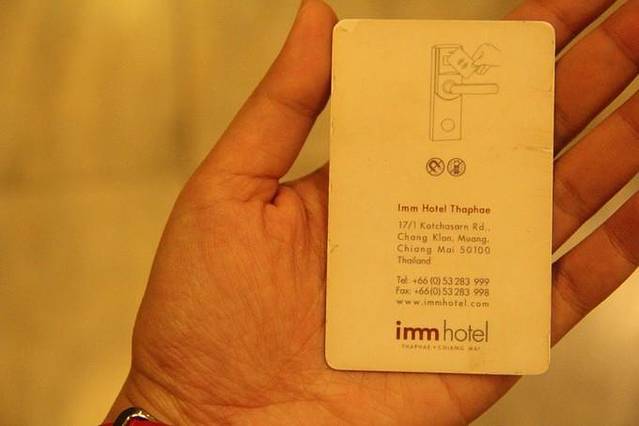 Imm Hotel Thaphae
17/1 Kotchasarn Rd.,
Chang Klan, Muang,
Chiang Mai 50100
Thailand
Tel: +66 (0) 53 283 999
Fax: +66 (0) 53 283 998
www.immhotel.com
imm hotel
THAPHAE • CHIANG MAI